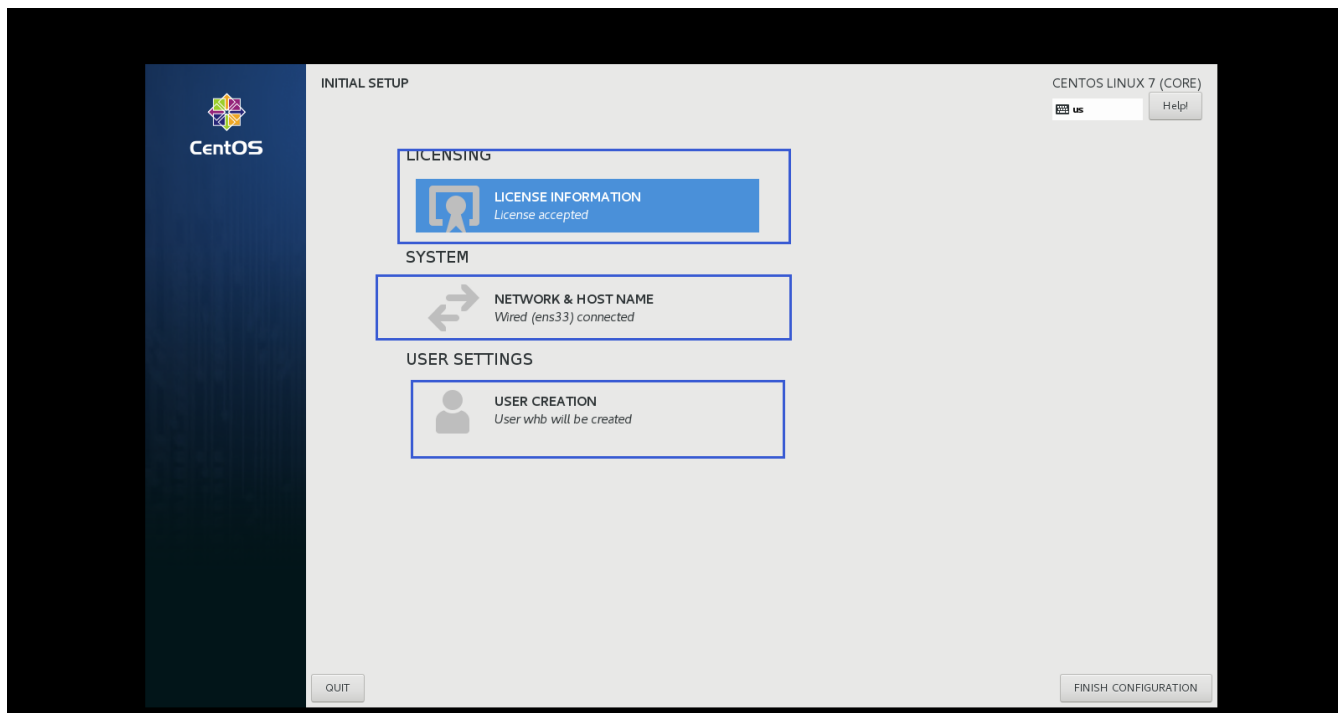 INITIAL SETUP
CENTOS LINUX 7 (CORE)
us
Help!
CentOS
LICENSING
LICENSE INFORMATION
License accepted
SYSTEM
NETWORK & HOST NAME
Wired (ens33) connected
USER SETTINGS
USER CREATION
User whb will be created
QUIT
FINISH CONFIGURATION